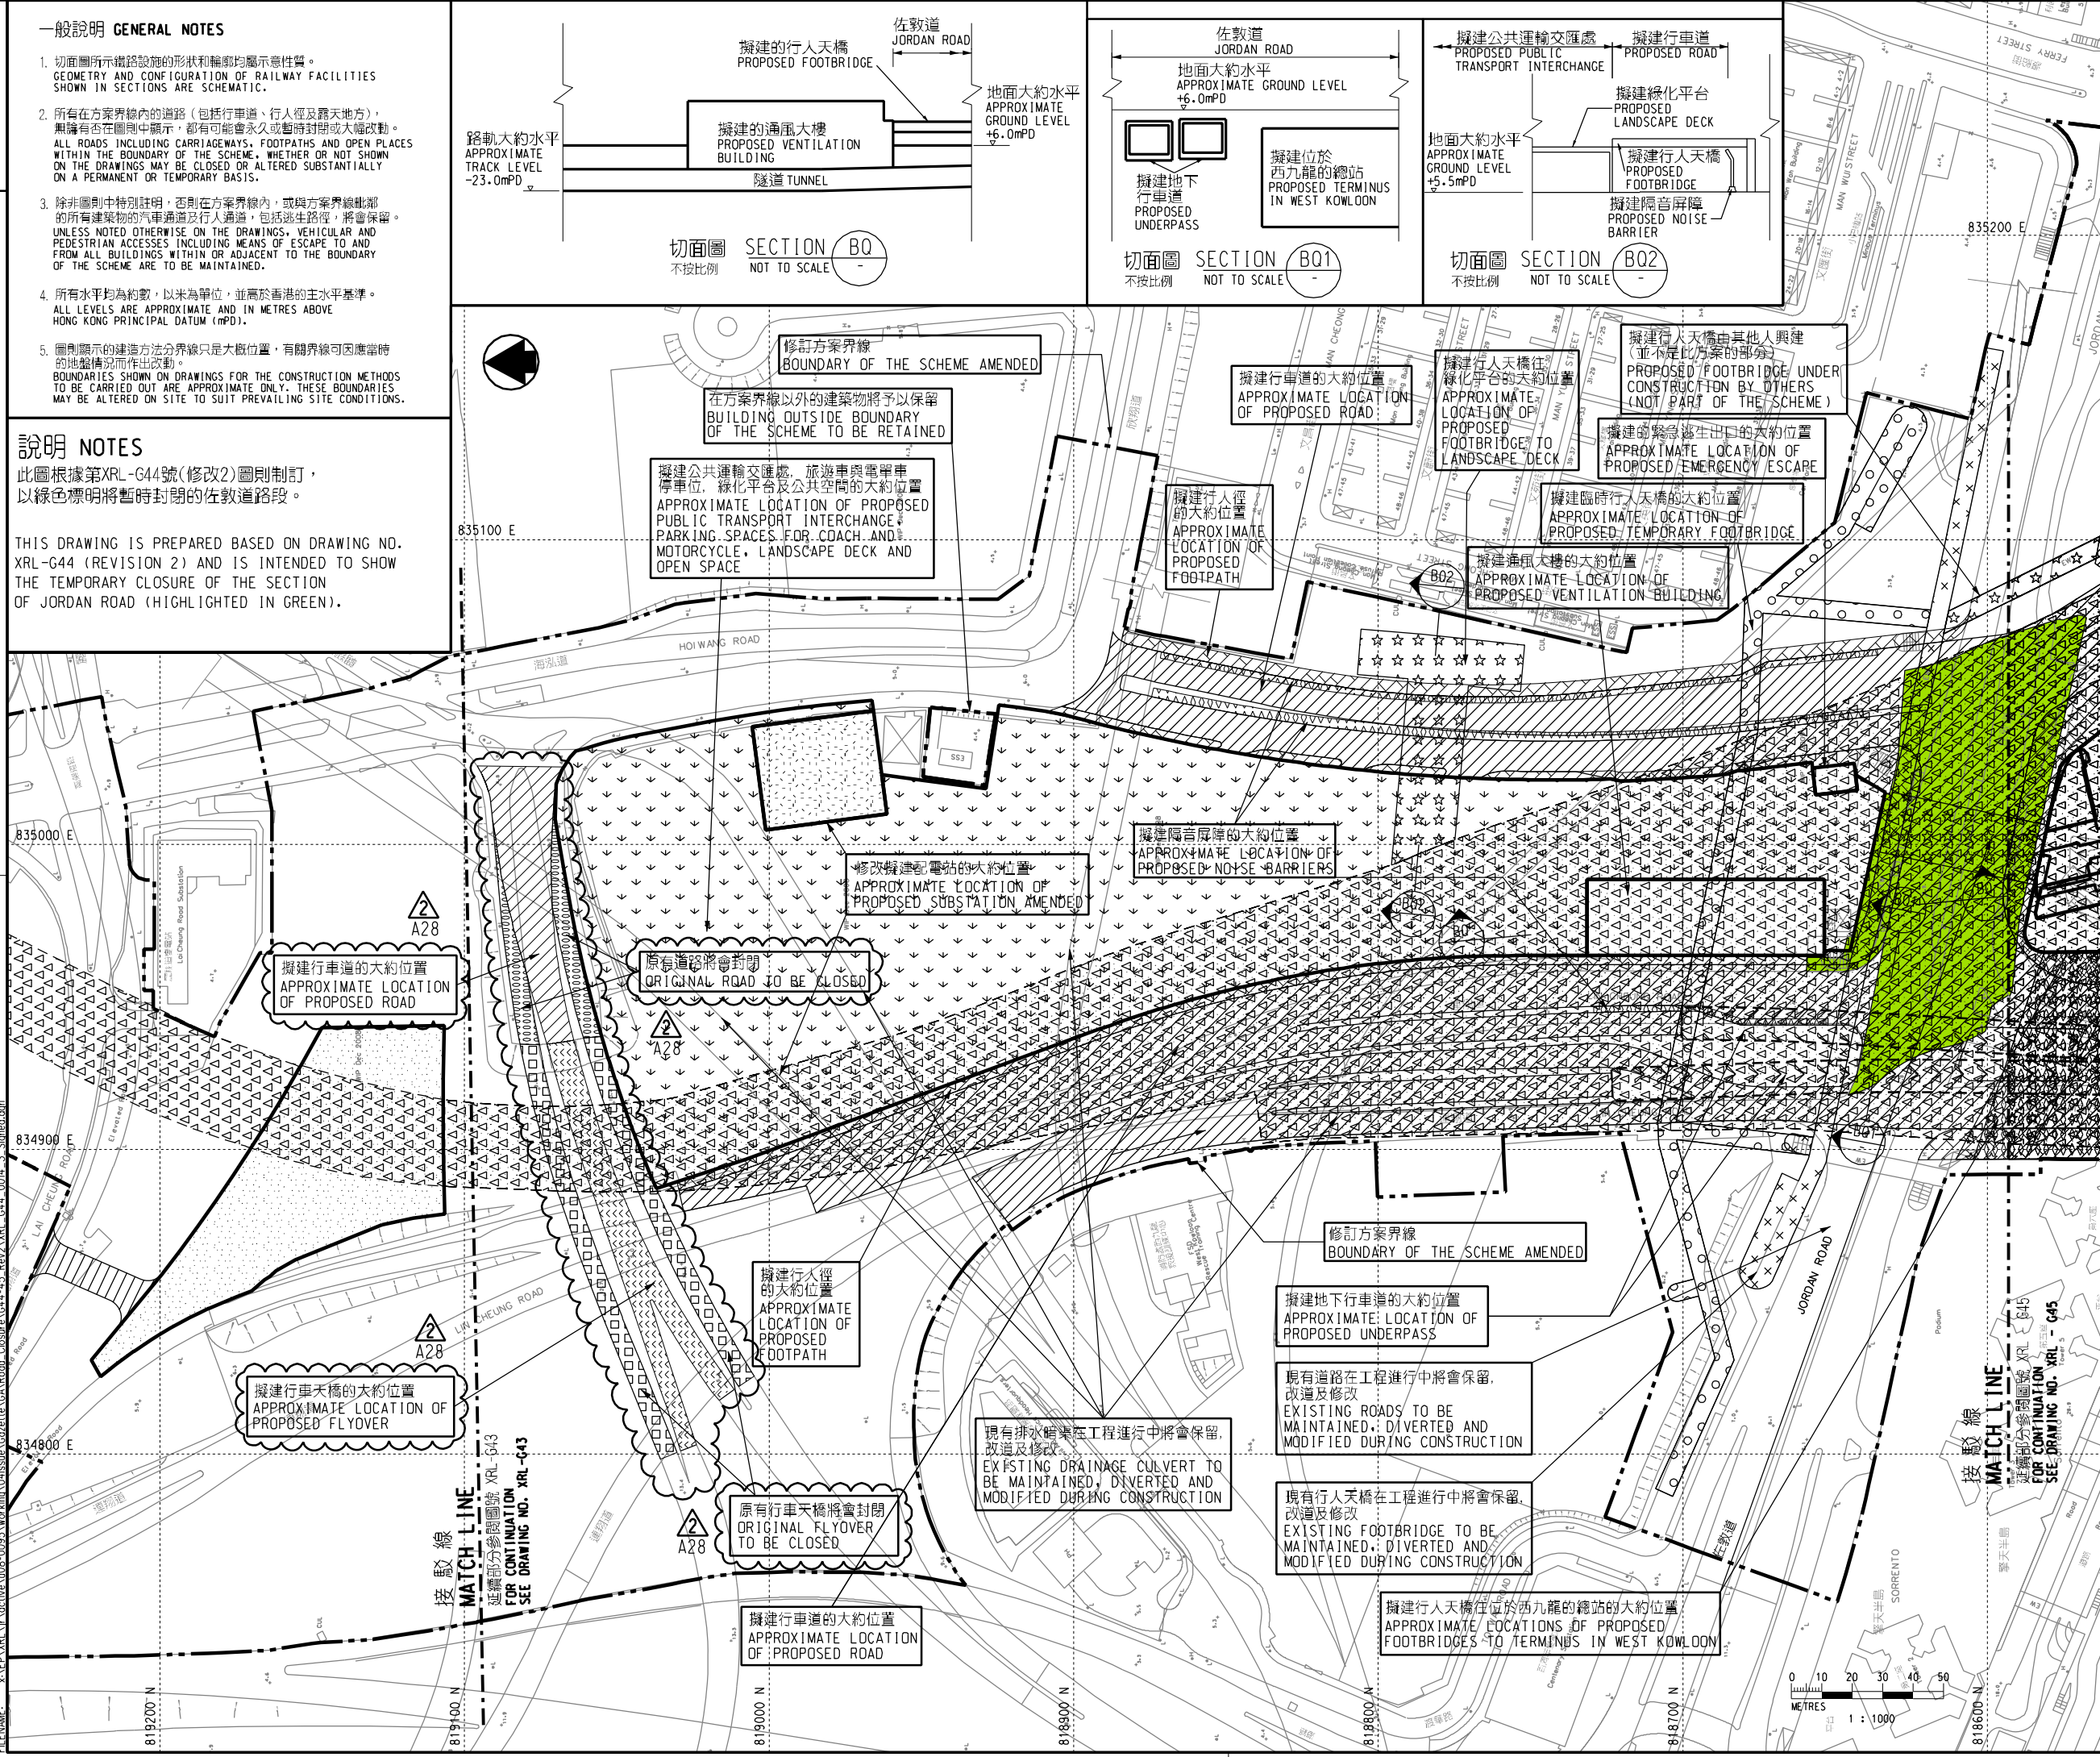 一般說明 GENERAL NOTES
1. 切面圖所示鐵路設施的形狀和輪廓均屬示意性質。
GEOMETRY AND CONFIGURATION OF RAILWAY FACILITIES
SHOWN IN SECTIONS ARE SCHEMATIC.
2. 所有在方案界線內的道路（包括行車道、行人徑及露天地方），
無論有否在圖則中顯示，都有可能會永久或暫時封閉或大幅改動。
ALL ROADS INCLUDING CARRIAGEWAYS, FOOTPATHS AND OPEN PLACES
WITHIN THE BOUNDARY OF THE SCHEME, WHETHER OR NOT SHOWN
ON THE DRAWINGS MAY BE CLOSED OR ALTERED SUBSTANTIALLY
ON A PERMANENT OR TEMPORARY BASIS.
3. 除非圖則中特別註明，否則在方案界線內，或與方案界線毗鄰
的所有建築物的汽車通道及行人通道，包括逃生路徑，將會保留。
UNLESS NOTED OTHERWISE ON THE DRAWINGS, VEHICULAR AND
PEDESTRIAN ACCESSES INCLUDING MEANS OF ESCAPE TO AND
FROM ALL BUILDINGS WITHIN OR ADJACENT TO THE BOUNDARY
OF THE SCHEME ARE TO BE MAINTAINED.
4. 所有水平均為約數，以米為單位，並高於香港的主水平基準。
ALL LEVELS ARE APPROXIMATE AND IN METRES ABOVE
HONG KONG PRINCIPAL DATUM (mPD).
5. 圖則顯示的建造方法分界線只是大概位置，有關界線可因應當時
的地盤情況而作出改動。
BOUNDARIES SHOWN ON DRAWINGS FOR THE CONSTRUCTION METHODS
TO BE CARRIED OUT ARE APPROXIMATE ONLY. THESE BOUNDARIES
MAY BE ALTERED ON SITE TO SUIT PREVAILING SITE CONDITIONS.
說明 NOTES
此圖根據第XRL-G44號(修改2)圖則制訂，
以綠色標明將暫時封閉的佐敦道路段。
THIS DRAWING IS PREPARED BASED ON DRAWING NO.
XRL-G44 (REVISION 2) AND IS INTENDED TO SHOW
THE TEMPORARY CLOSURE OF THE SECTION
OF JORDAN ROAD (HIGHLIGHTED IN GREEN).
佐敦道
JORDAN ROAD
擬建的行人天橋
PROPOSED FOOTBRIDGE
地面大約水平
APPROXIMATE
GROUND LEVEL
+6.0mPD
路軌大約水平
APPROXIMATE
TRACK LEVEL
-23.0mPD
擬建的通風大樓
PROPOSED VENTILATION
BUILDING
隧道 TUNNEL
切面圖 SECTION BQ
不按比例 NOT TO SCALE -
佐敦道
JORDAN ROAD
地面大約水平
APPROXIMATE GROUND LEVEL
+6.0mPD
擬建地下
行車道
PROPOSED
UNDERPASS
擬建位於
西九龍的總站
PROPOSED TERMINUS
IN WEST KOWLOON
切面圖 SECTION BQ1
不按比例 NOT TO SCALE -
擬建公共運輸交匯處
PROPOSED PUBLIC
TRANSPORT INTERCHANGE
擬建行車道
PROPOSED ROAD
擬建綠化平台
PROPOSED
LANDSCAPE DECK
地面大約水平
APPROXIMATE
GROUND LEVEL
+5.5mPD
擬建行人天橋
PROPOSED
FOOTBRIDGE
擬建隔音屏障
PROPOSED NOISE
BARRIER
切面圖 SECTION BQ2
不按比例 NOT TO SCALE -
FERRY STREET
MAN WUI STREET
文匯街
835200 E
修訂方案界線
BOUNDARY OF THE SCHEME AMENDED
在方案界線以外的建築物將予以保留
BUILDING OUTSIDE BOUNDARY
OF THE SCHEME TO BE RETAINED
擬建公共運輸交匯處, 旅遊車與電單車
停車位, 綠化平台及公共空間的大約位置
APPROXIMATE LOCATION OF PROPOSED
PUBLIC TRANSPORT INTERCHANGE,
PARKING SPACES FOR COACH AND
MOTORCYCLE, LANDSCAPE DECK AND
OPEN SPACE
835100 E
欣翔道
擬建行車道的大約位置
APPROXIMATE LOCATION
OF PROPOSED ROAD
擬建行人天橋往
綠化平台的大約位置
APPROXIMATE
LOCATION OF
PROPOSED
FOOTBRIDGE TO
LANDSCAPE DECK
擬建行人天橋由其他人興建
(並不是此方案的部分)
PROPOSED FOOTBRIDGE UNDER
CONSTRUCTION BY OTHERS
(NOT PART OF THE SCHEME)
擬建的緊急逃生出口的大約位置
APPROXIMATE LOCATION OF
PROPOSED EMERGENCY ESCAPE
擬建臨時行人天橋的大約位置
APPROXIMATE LOCATION OF
PROPOSED TEMPORARY FOOTBRIDGE
擬建通風大樓的大約位置
APPROXIMATE LOCATION OF
PROPOSED VENTILATION BUILDING
擬建行人徑
的大約位置
APPROXIMATE
LOCATION OF
PROPOSED
FOOTPATH
HOI WANG ROAD
海泓道
ESS
835000 E
Lai Cheung Road Substation
擬建隔音屏障的大約位置
APPROXIMATE LOCATION OF
PROPOSED NOISE BARRIERS
修改擬建配電站的大約位置
APPROXIMATE LOCATION OF
PROPOSED SUBSTATION AMENDED
2
A28
擬建行車道的大約位置
APPROXIMATE LOCATION
OF PROPOSED ROAD
原有道路將會封閉
ORIGINAL ROAD TO BE CLOSED
2
A28
834900 E
LAI CHEUNG ROAD
LIN CHEUNG ROAD
2
A28
擬建行車天橋的大約位置
APPROXIMATE LOCATION OF
PROPOSED FLYOVER
擬建行人徑
的大約位置
APPROXIMATE
LOCATION OF
PROPOSED
FOOTPATH
修訂方案界線
BOUNDARY OF THE SCHEME AMENDED
擬建地下行車道的大約位置
APPROXIMATE LOCATION OF
PROPOSED UNDERPASS
現有道路在工程進行中將會保留,
改道及修改
EXISTING ROADS TO BE
MAINTAINED, DIVERTED AND
MODIFIED DURING CONSTRUCTION
現有排水暗渠在工程進行中將會保留,
改道及修改
EXISTING DRAINAGE CULVERT TO
BE MAINTAINED, DIVERTED AND
MODIFIED DURING CONSTRUCTION
現有行人天橋在工程進行中將會保留,
改道及修改
EXISTING FOOTBRIDGE TO BE
MAINTAINED, DIVERTED AND
MODIFIED DURING CONSTRUCTION
擬建行人天橋往位於西九龍的總站的大約位置
APPROXIMATE LOCATIONS OF PROPOSED
FOOTBRIDGES TO TERMINUS IN WEST KOWLOON
834800 E
2
A28
原有行車天橋將會封閉
ORIGINAL FLYOVER
TO BE CLOSED
擬建行車道的大約位置
APPROXIMATE LOCATION
OF PROPOSED ROAD
接駁線
MATCH LINE
延續部分參閱圖號 XRL-G43
FOR CONTINUATION
SEE DRAWING NO. XRL-G43
JORDAN ROAD
佐敦道
接駁線
MATCH LINE
延續部分參閱圖號 XRL - G45
FOR CONTINUATION
SEE DRAWING NO. XRL - G45
SORRENTO
擎天半島
Podium
819200 N
819100 N
819000 N
818900 N
818800 N
818700 N
818600 N
0 10 20 30 40 50
METRES
1 : 1000